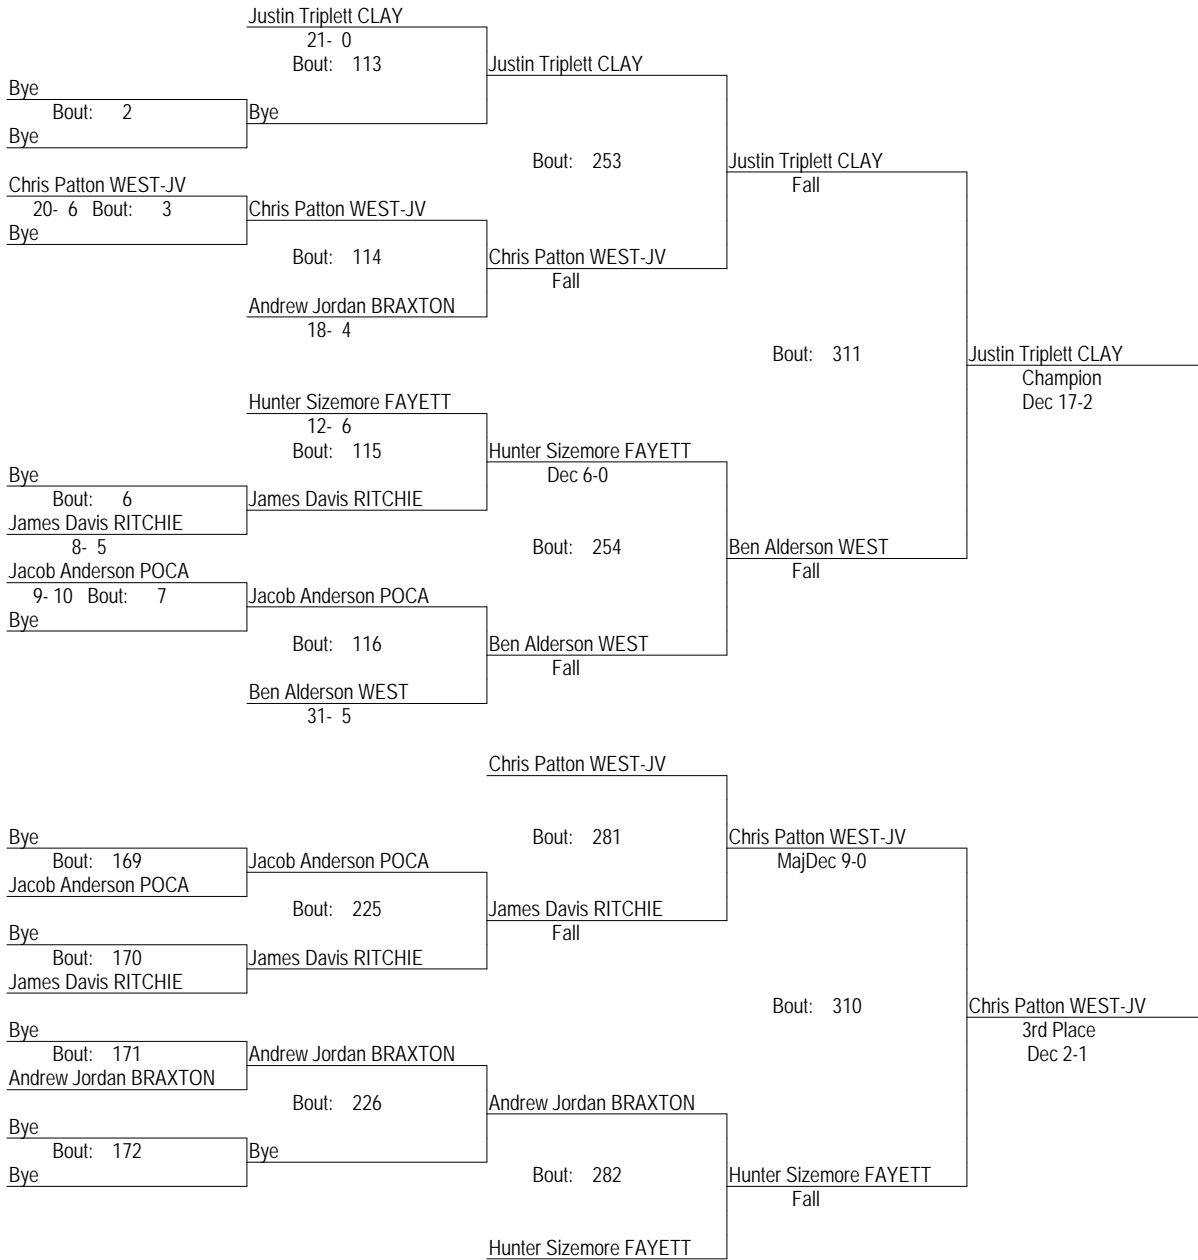 Justin Triplett CLAY
21- 0
Bout: 113
Justin Triplett CLAY
Bye
Bout: 2
Bye
Bye
Bout: 253
Justin Triplett CLAY
Fall
Chris Patton WEST-JV
20- 6 Bout: 3
Chris Patton WEST-JV
Bye
Bout: 114
Chris Patton WEST-JV
Fall
Andrew Jordan BRAXTON
18- 4
Bout: 311
Justin Triplett CLAY
Champion
Dec 17-2
Hunter Sizemore FAYETT
12- 6
Bout: 115
Hunter Sizemore FAYETT
Dec 6-0
Bye
Bout: 6
James Davis RITCHIE
James Davis RITCHIE
8- 5
Bout: 254
Ben Alderson WEST
Fall
Jacob Anderson POCA
9- 10 Bout: 7
Jacob Anderson POCA
Bye
Bout: 116
Ben Alderson WEST
Fall
Ben Alderson WEST
31- 5
Chris Patton WEST-JV
Bout: 281
Chris Patton WEST-JV
MajDec 9-0
Bye
Bout: 169
Jacob Anderson POCA
Jacob Anderson POCA
Bout: 225
James Davis RITCHIE
Fall
Bye
Bout: 170
James Davis RITCHIE
James Davis RITCHIE
Bout: 310
Chris Patton WEST-JV
3rd Place
Dec 2-1
Bye
Bout: 171
Andrew Jordan BRAXTON
Andrew Jordan BRAXTON
Bout: 226
Andrew Jordan BRAXTON
Bye
Bout: 172
Bye
Bye
Bout: 282
Hunter Sizemore FAYETT
Fall
Hunter Sizemore FAYETT